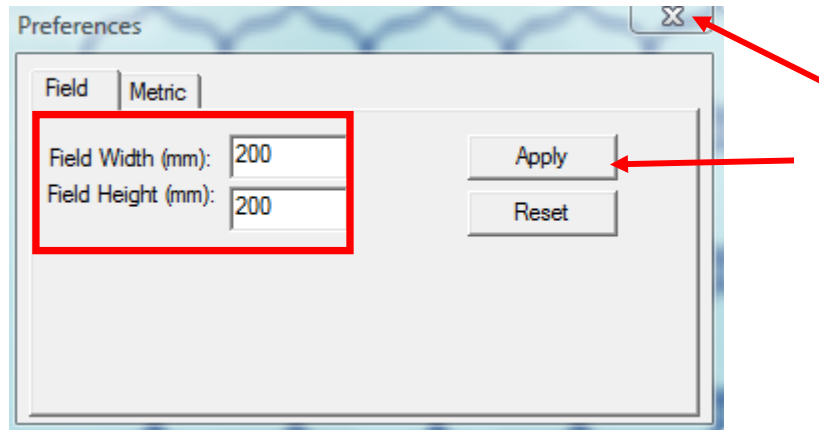 Preferences
Field Metric
Field Width (mm): 200 Apply
Field Height (mm): 200 Reset